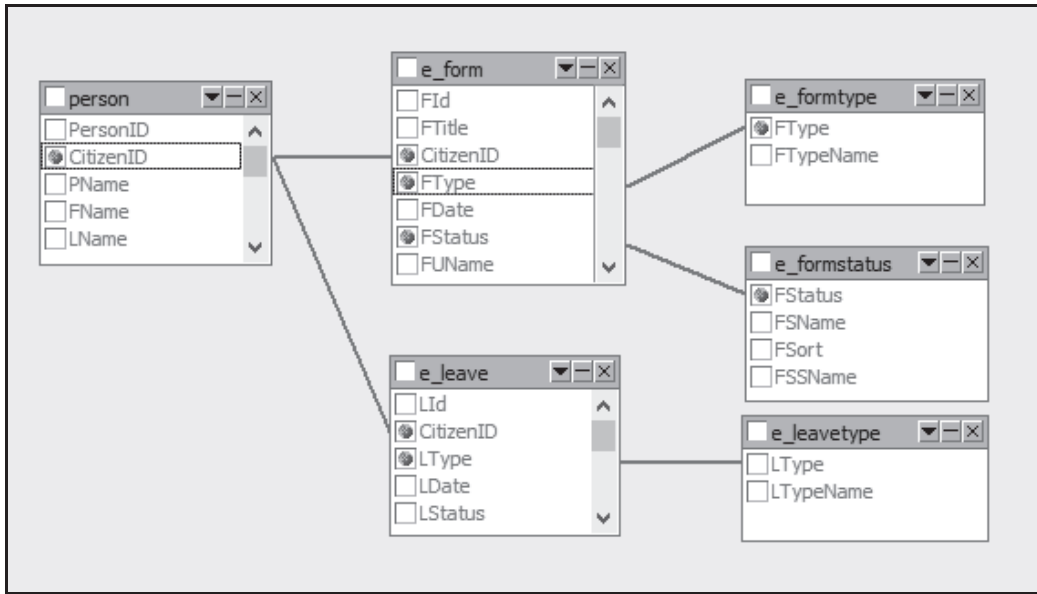 person
PersonID
CitizenID
PName
FName
LName
e_form
FId
FTitle
CitizenID
FType
FDate
FStatus
FUName
e_formtype
FType
FTypeName
e_formstatus
FStatus
FSName
FSort
FSSName
e_leave
LId
CitizenID
LType
LDate
LStatus
e_leavetype
LType
LTypeName